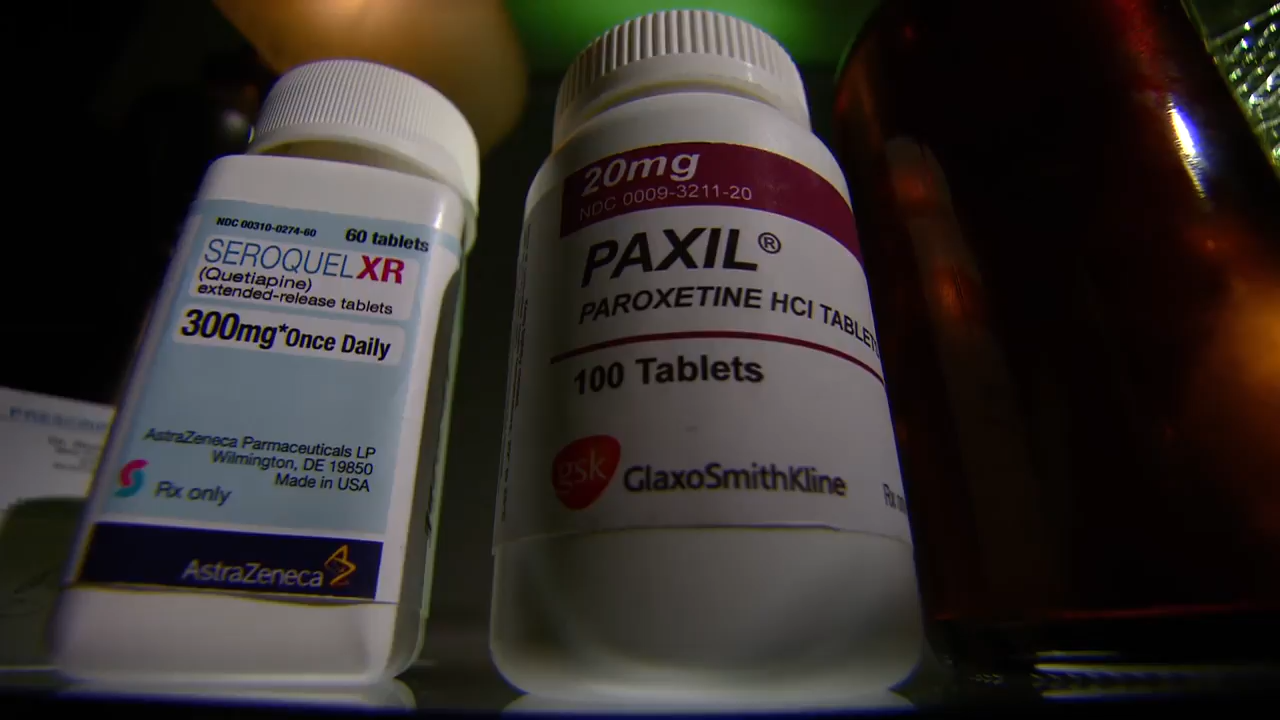 NDC 00310-0274-60
60 tablets
SEROQUEL XR
(Quetiapine)
extended-release tablets
300mg*Once Daily
AstraZeneca Parmaceuticals LP
Wilmington, DE 19850
Made in USA
Rx only
AstraZeneca
20mg
NDC 0009-3211-20
PAXIL®
PAROXETINE HCl TABLETS
100 Tablets
gsk GlaxoSmithKline
Rx